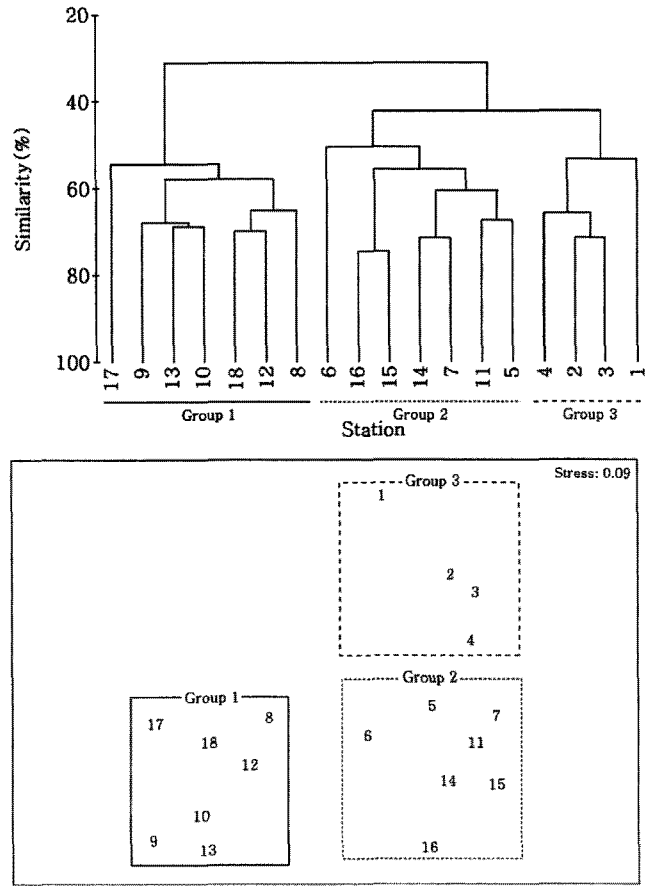 20
40
60
80
100
Similarity(%)
17 9 13 10 18 12 8 6 16 15 14 7 11 5 4 2 3 1
Group 1 Group 2 Group 3
Station
Stress: 0.09
Group 3
1
2
3
4
Group 2
5
7
6
11
14
15
16
Group 1
8
17
18
12
10
9
13